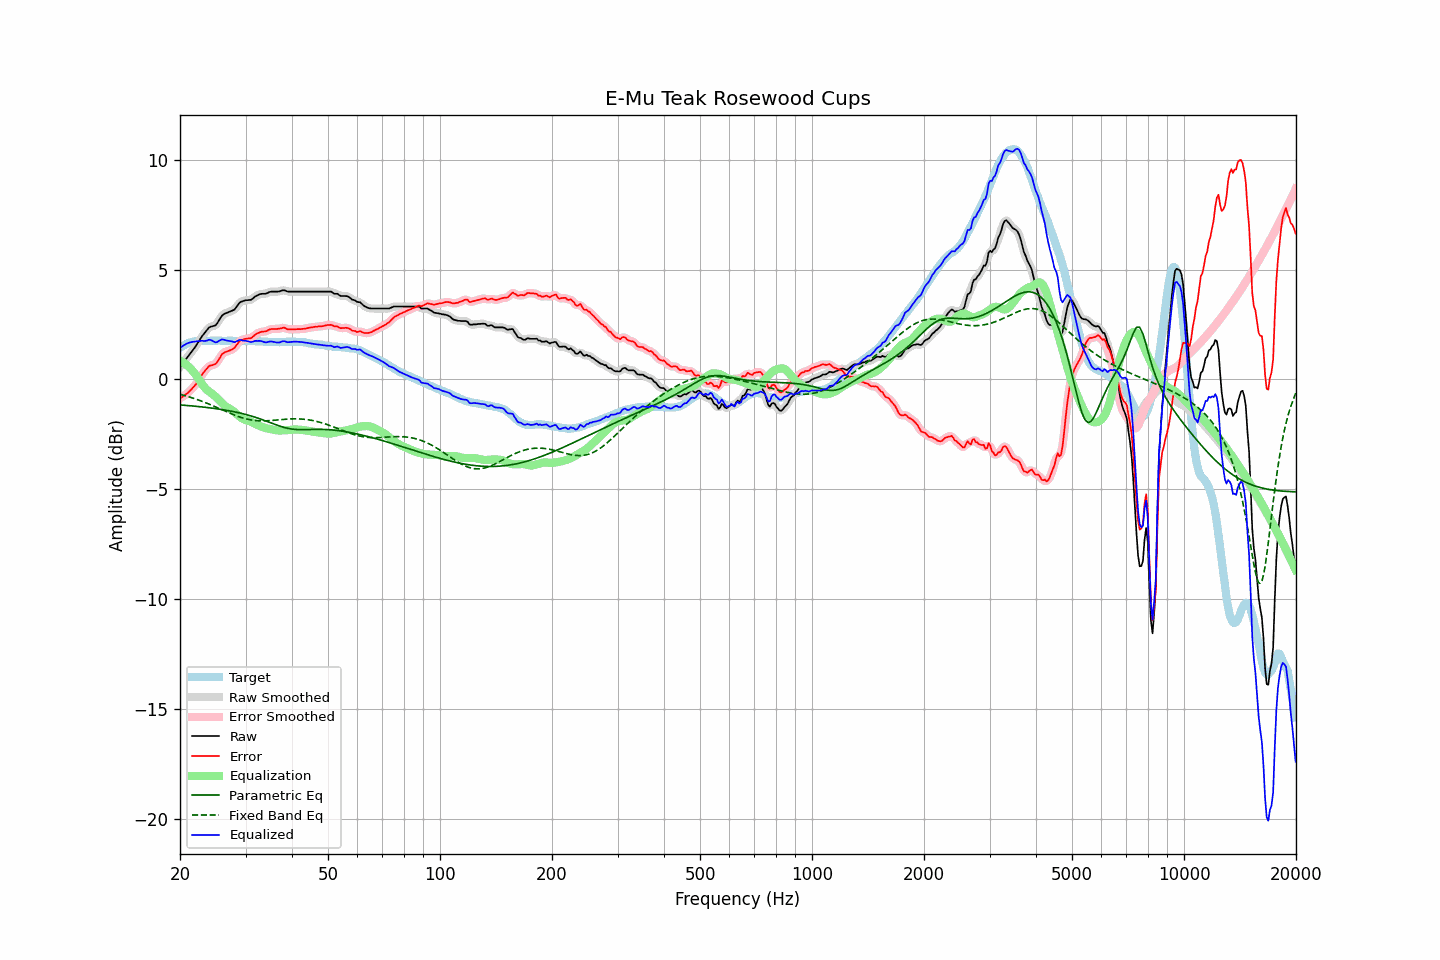 E-Mu Teak Rosewood Cups
Amplitude (dBr)
10
5
0
−5
−10
−15
−20
Target
Raw Smoothed
Error Smoothed
Raw
Error
Equalization
Parametric Eq
Fixed Band Eq
Equalized
20 50 100 200 500 1000 2000 5000 10000 20000
Frequency (Hz)